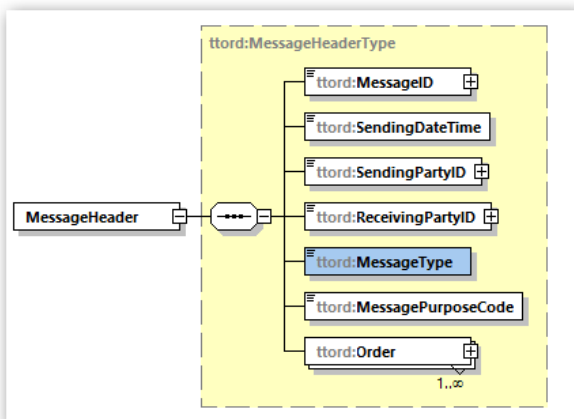 ttord:MessageHeaderType
ttord:MessageID
ttord:SendingDateTime
ttord:SendingPartyID
MessageHeader
ttord:ReceivingPartyID
ttord:MessageType
ttord:MessagePurposeCode
ttord:Order
1..∞